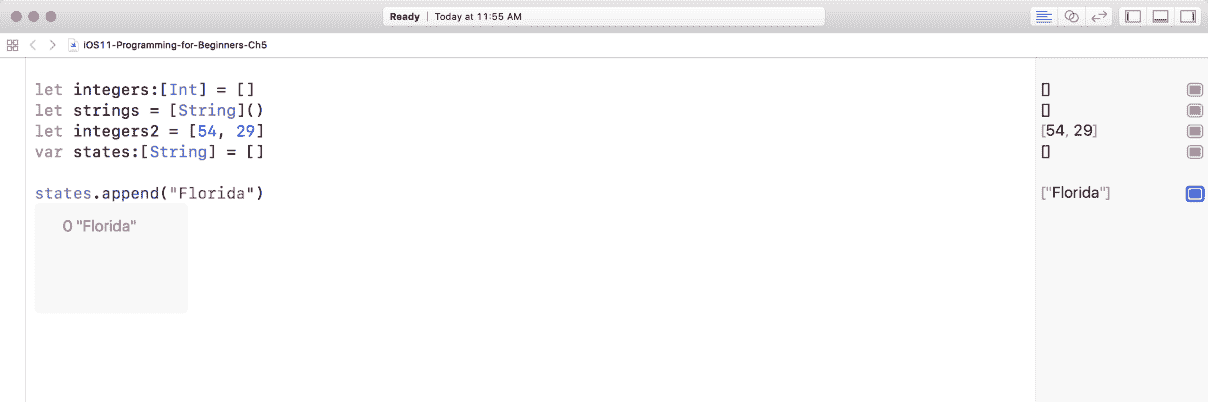 Ready | Today at 11:55 AM
iOS11-Programming-for-Beginners-Ch5
let integers:[Int] = [] []
let strings = [String]() []
let integers2 = [54, 29] [54, 29]
var states:[String] = [] []
states.append("Florida") ["Florida"]
0 "Florida"